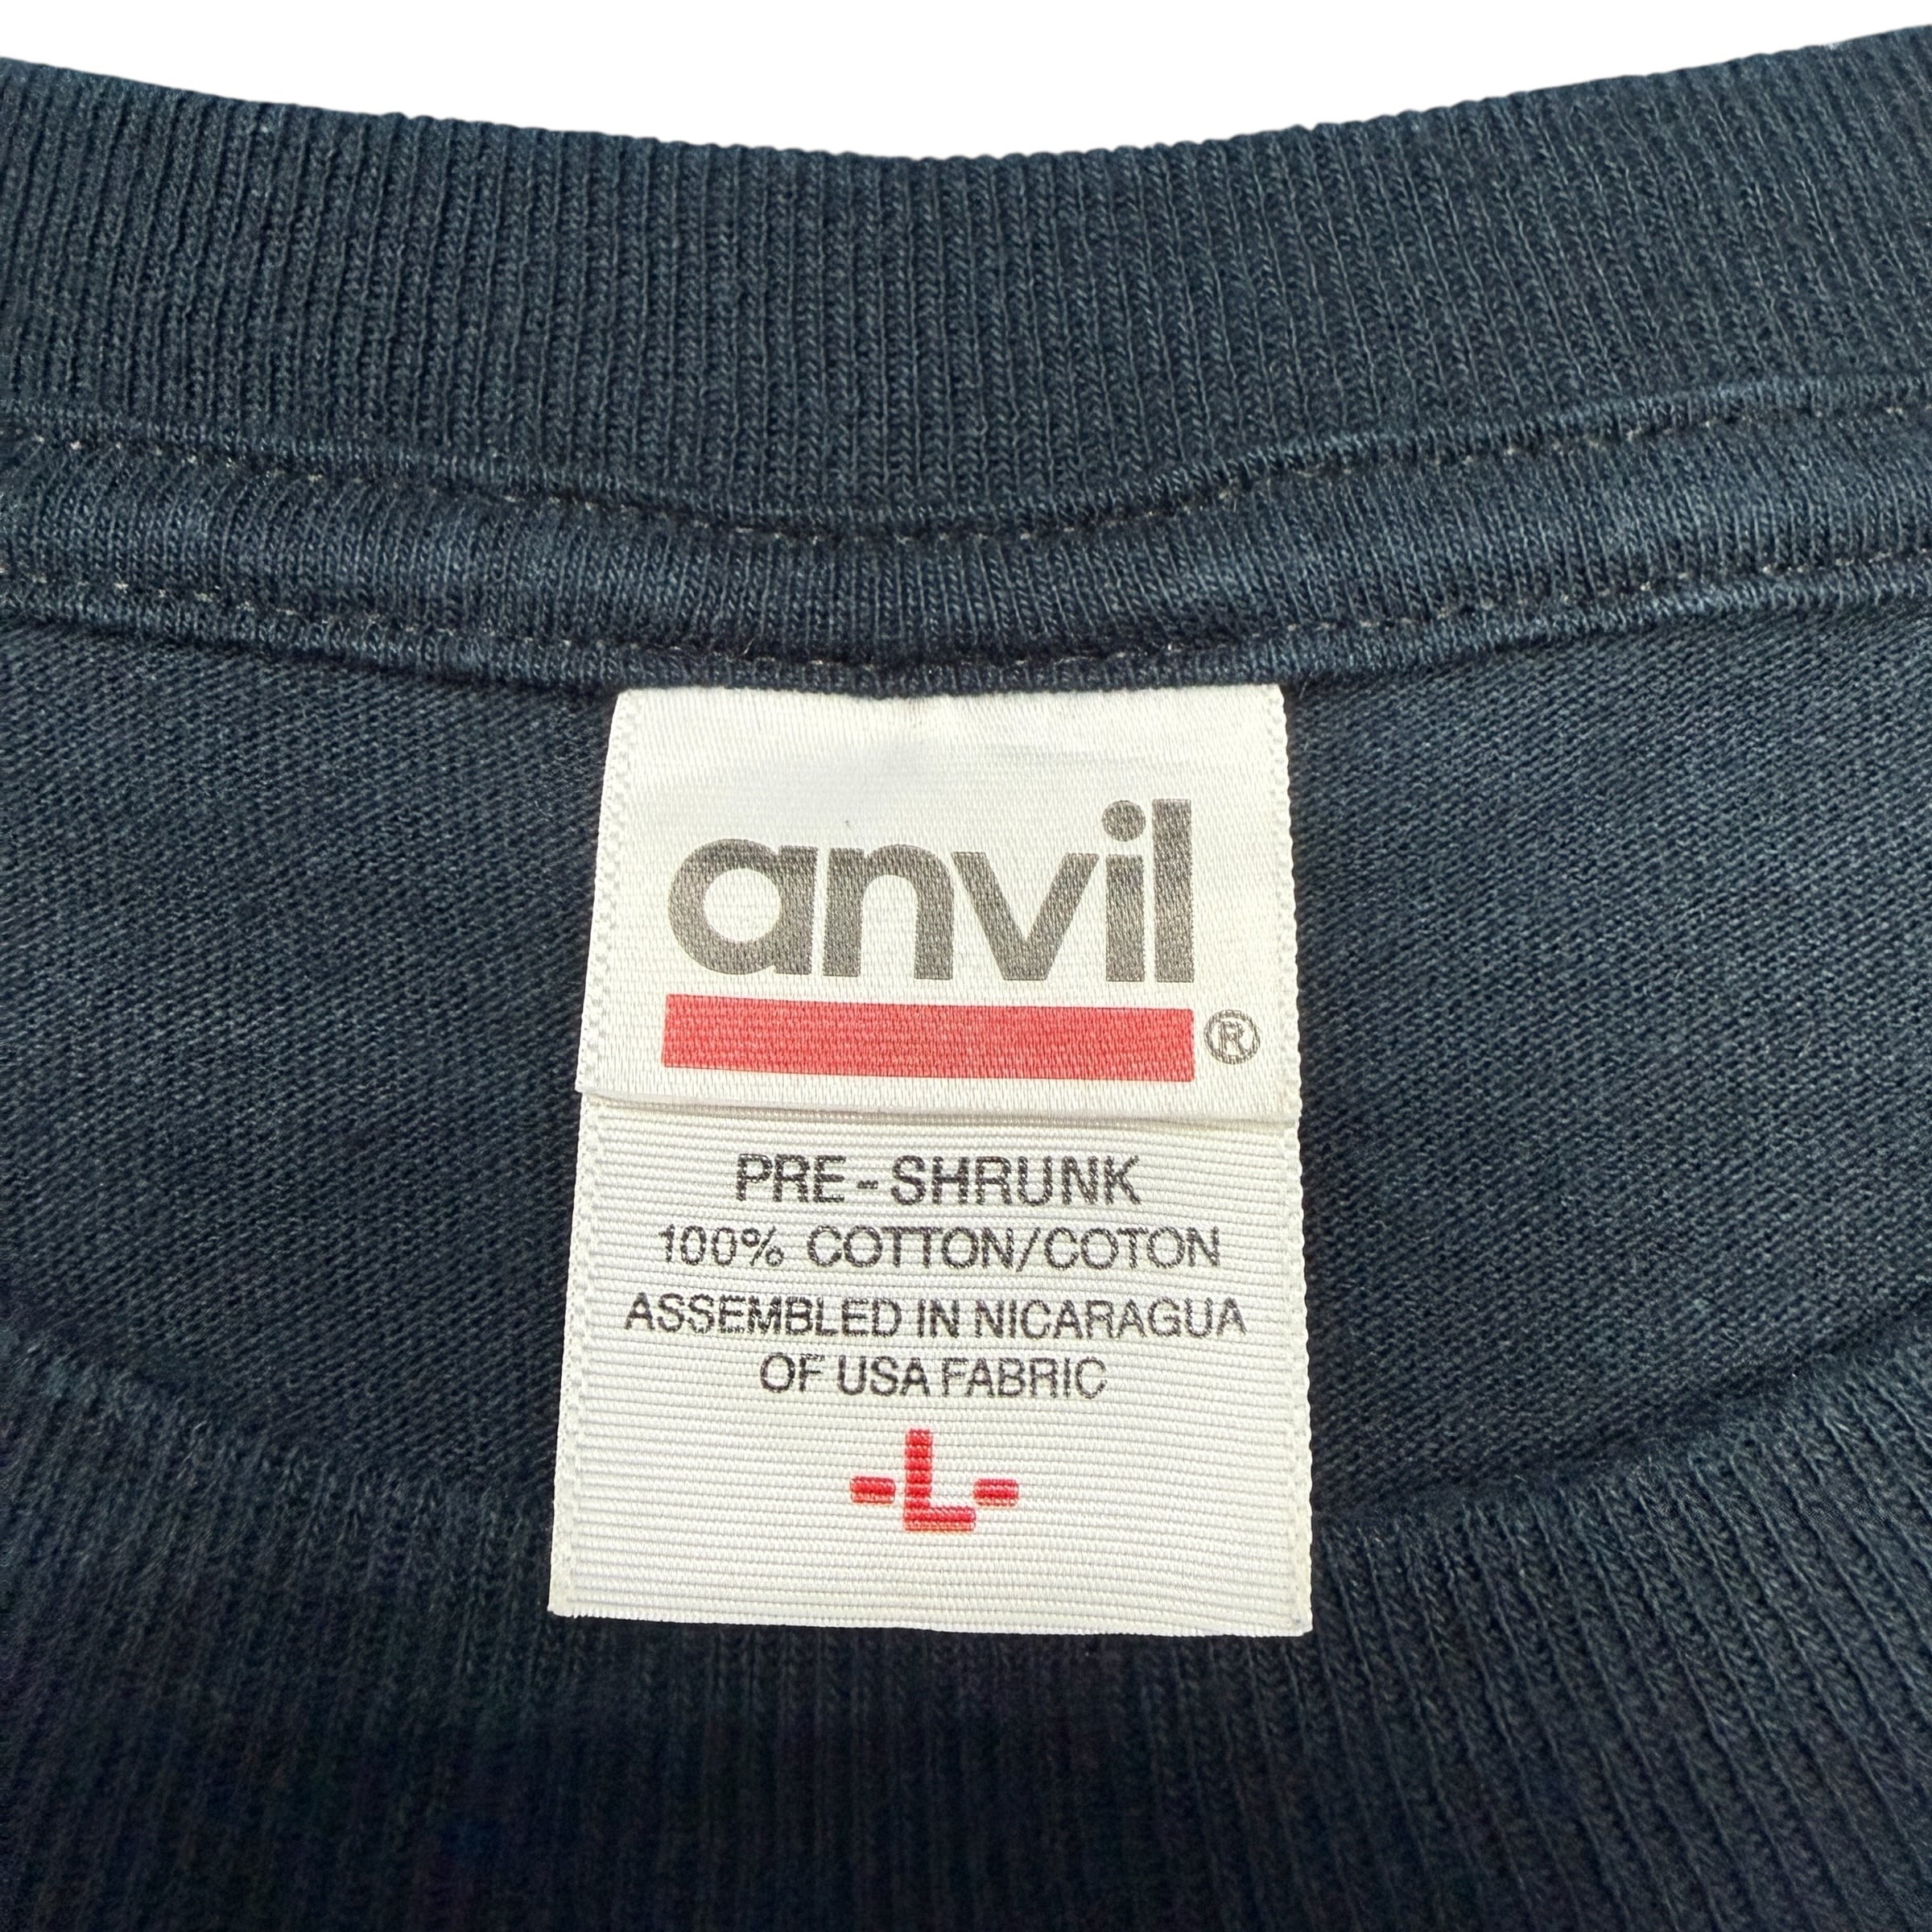 anvil
®
PRE-SHRUNK
100% COTTON/COTON
ASSEMBLED IN NICARAGUA
OF USA FABRIC
-L-